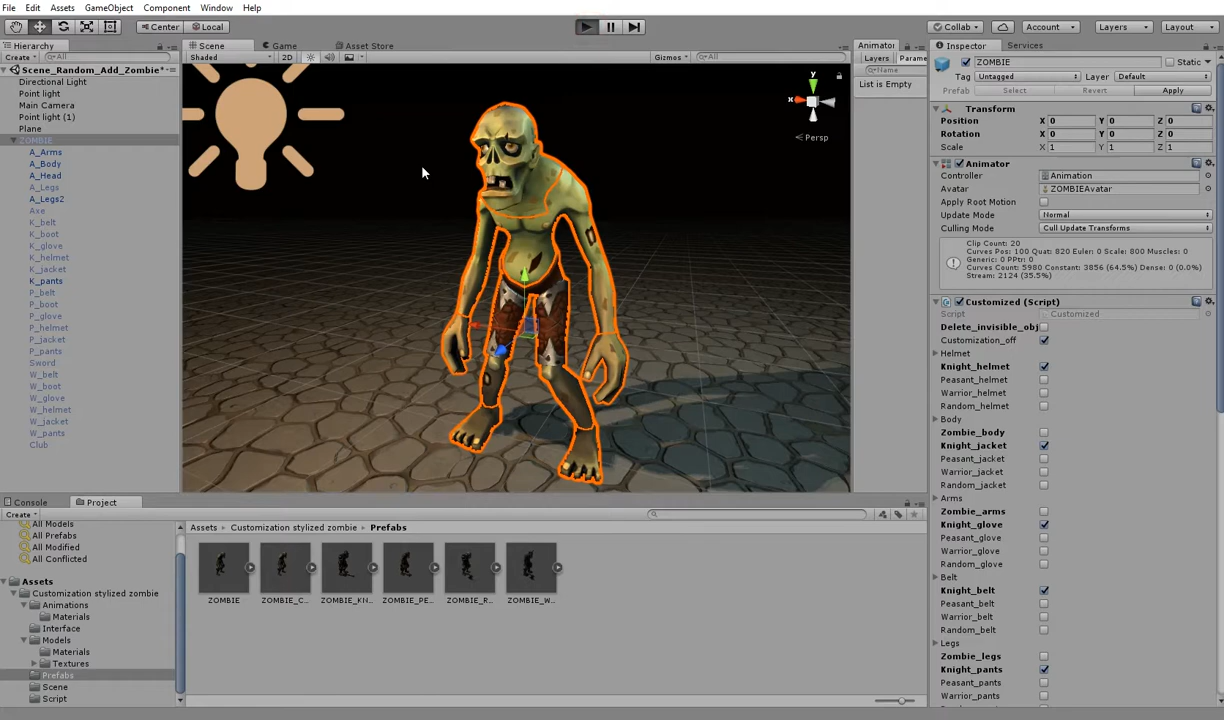 File Edit Assets GameObject Component Window Help
Center Local Collab Account Layers Layout
Hierarchy
Create All
Scene_Random_Add_Zombie*
Directional Light
Point light
Main Camera
Point light (1)
Plane
ZOMBIE
A_Arms
A_Body
A_Head
A_Legs
A_Legs2
Axe
K_belt
K_boot
K_glove
K_helmet
K_jacket
K_pants
P_belt
P_boot
P_glove
P_helmet
P_jacket
P_pants
Sword
W_belt
W_boot
W_glove
W_helmet
W_jacket
W_pants
Club
Scene Game Asset Store
Shaded 2D Gizmos All
y
x
Persp
Animator
Layers Parame
Name
List is Empty
Inspector Services
ZOMBIE Static
Tag Untagged Layer Default
Prefab Select Revert Apply
Transform
Position X 0 Y 0 Z 0
Rotation X 0 Y 0 Z 0
Scale X 1 Y 1 Z 1
Animator
Controller Animation
Avatar ZOMBIEAvatar
Apply Root Motion
Update Mode Normal
Culling Mode Cull Update Transforms
Clip Count: 20
Curves Pos: 100 Quat: 820 Euler: 0 Scale: 800 Muscles: 0
Generic: 0 PPtr: 0
Curves Count: 5980 Constant: 3856 (64.5%) Dense: 0 (0.0%)
Stream: 2124 (35.5%)
Customized (Script)
Script Customized
Delete_invisible_obj
Customization_off
Helmet
Knight_helmet
Peasant_helmet
Warrior_helmet
Random_helmet
Body
Zombie_body
Knight_jacket
Peasant_jacket
Warrior_jacket
Random_jacket
Arms
Zombie_arms
Knight_glove
Peasant_glove
Warrior_glove
Random_glove
Belt
Knight_belt
Peasant_belt
Warrior_belt
Random_belt
Legs
Zombie_legs
Knight_pants
Peasant_pants
Warrior_pants
Console Project
Create
All Models
All Prefabs
All Modified
All Conflicted
Assets
Customization stylized zombie
Animations
Materials
Interface
Models
Materials
Textures
Prefabs
Scene
Script
Assets Customization stylized zombie Prefabs
ZOMBIE ZOMBIE_C... ZOMBIE_KN... ZOMBIE_PE... ZOMBIE_R... ZOMBIE_W...